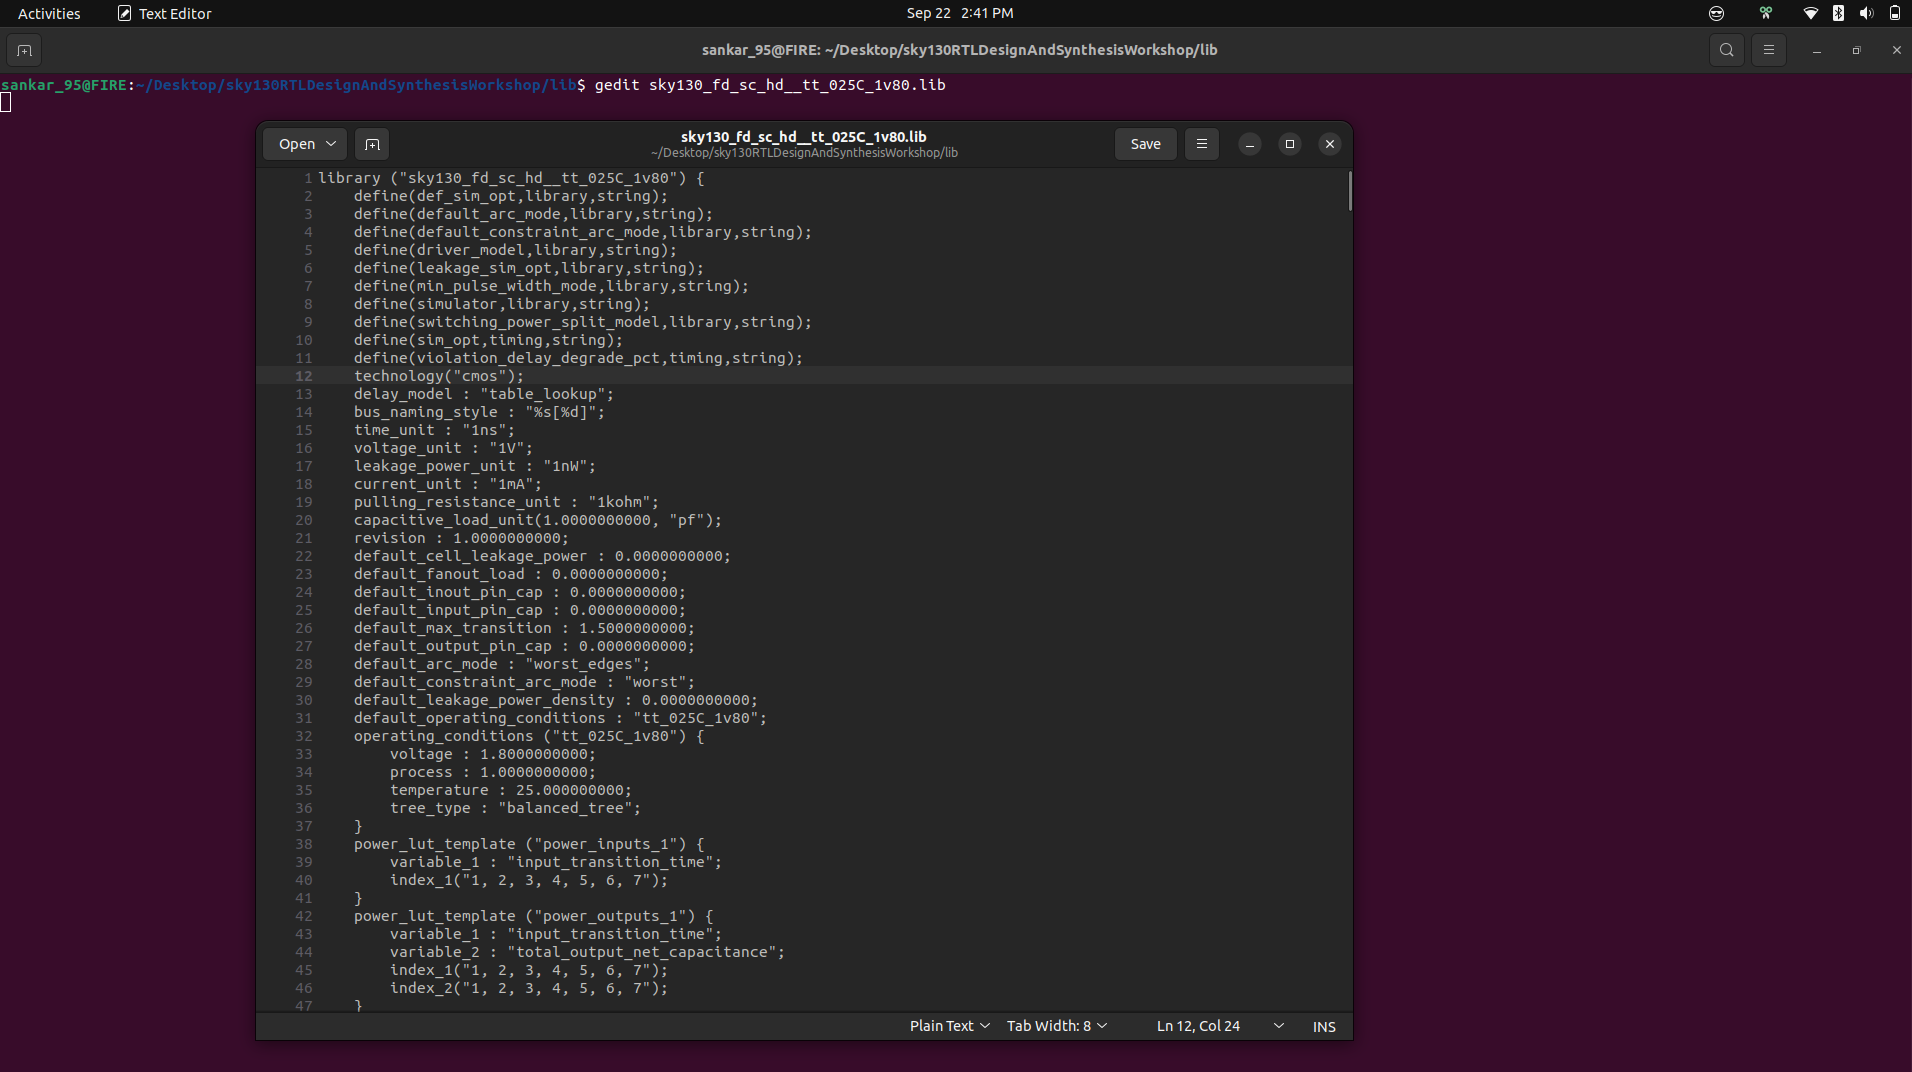 Activities Text Editor Sep 22 2:41 PM
sankar_95@FIRE: ~/Desktop/sky130RTLDesignAndSynthesisWorkshop/lib
sankar_95@FIRE:~/Desktop/sky130RTLDesignAndSynthesisWorkshop/lib$ gedit sky130_fd_sc_hd__tt_025C_1v80.lib
Open sky130_fd_sc_hd__tt_025C_1v80.lib Save
~/Desktop/sky130RTLDesignAndSynthesisWorkshop/lib
1 library ("sky130_fd_sc_hd__tt_025C_1v80") {
2     define(def_sim_opt,library,string);
3     define(default_arc_mode,library,string);
4     define(default_constraint_arc_mode,library,string);
5     define(driver_model,library,string);
6     define(leakage_sim_opt,library,string);
7     define(min_pulse_width_mode,library,string);
8     define(simulator,library,string);
9     define(switching_power_split_model,library,string);
10     define(sim_opt,timing,string);
11     define(violation_delay_degrade_pct,timing,string);
12     technology("cmos");
13     delay_model : "table_lookup";
14     bus_naming_style : "%s[%d]";
15     time_unit : "1ns";
16     voltage_unit : "1V";
17     leakage_power_unit : "1nW";
18     current_unit : "1mA";
19     pulling_resistance_unit : "1kohm";
20     capacitive_load_unit(1.0000000000, "pf");
21     revision : 1.0000000000;
22     default_cell_leakage_power : 0.0000000000;
23     default_fanout_load : 0.0000000000;
24     default_inout_pin_cap : 0.0000000000;
25     default_input_pin_cap : 0.0000000000;
26     default_max_transition : 1.5000000000;
27     default_output_pin_cap : 0.0000000000;
28     default_arc_mode : "worst_edges";
29     default_constraint_arc_mode : "worst";
30     default_leakage_power_density : 0.0000000000;
31     default_operating_conditions : "tt_025C_1v80";
32     operating_conditions ("tt_025C_1v80") {
33         voltage : 1.8000000000;
34         process : 1.0000000000;
35         temperature : 25.000000000;
36         tree_type : "balanced_tree";
37     }
38     power_lut_template ("power_inputs_1") {
39         variable_1 : "input_transition_time";
40         index_1("1, 2, 3, 4, 5, 6, 7");
41     }
42     power_lut_template ("power_outputs_1") {
43         variable_1 : "input_transition_time";
44         variable_2 : "total_output_net_capacitance";
45         index_1("1, 2, 3, 4, 5, 6, 7");
46         index_2("1, 2, 3, 4, 5, 6, 7");
47     }
Plain Text Tab Width: 8 Ln 12, Col 24 INS